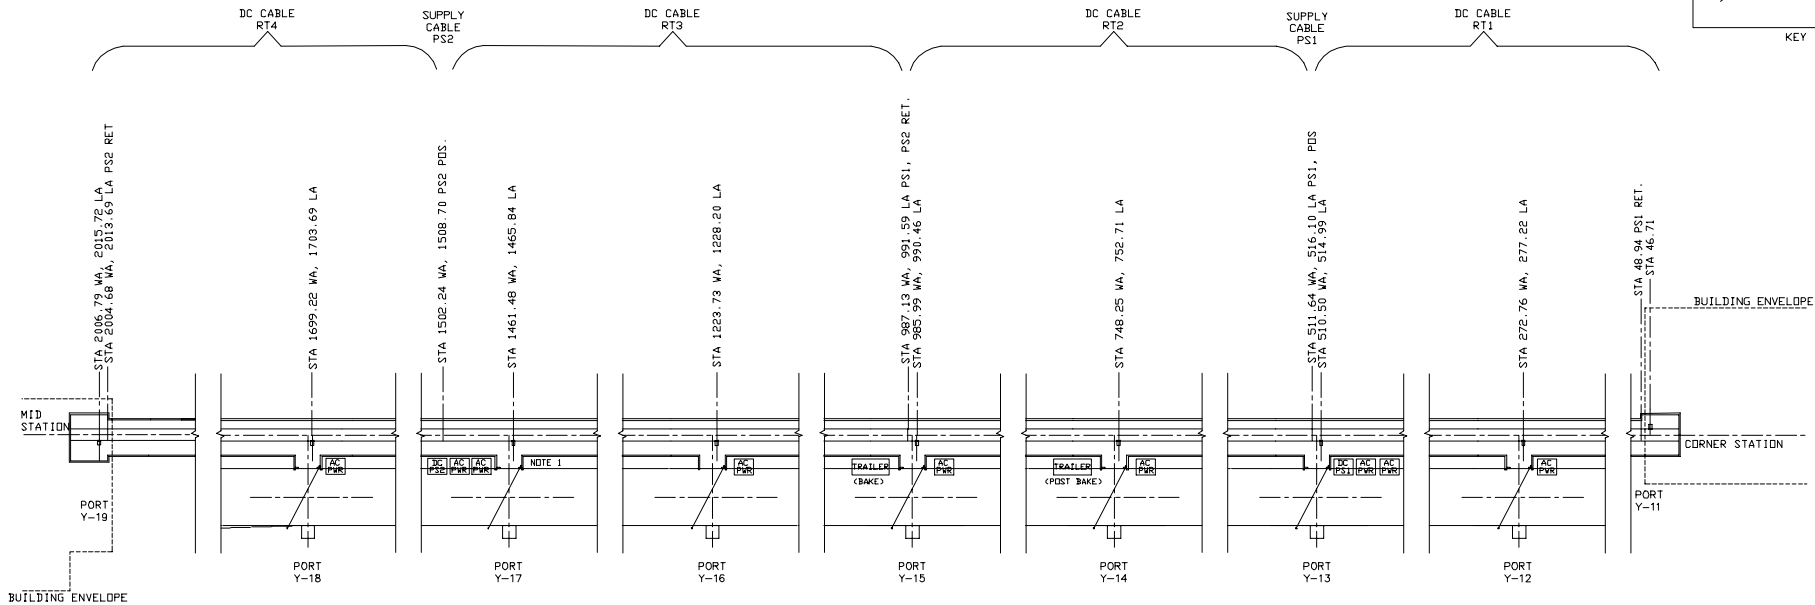 DC CABLE
RT4
SUPPLY
CABLE
PS2
DC CABLE
RT3
DC CABLE
RT2
SUPPLY
CABLE
PS1
DC CABLE
RT1
KEY
STA 2006.79 WA, 2015.72 LA
STA 2004.68 WA, 2013.69 LA PS2 RET
STA 1699.22 WA, 1703.69 LA
STA 1502.24 WA, 1508.70 PS2 POS.
STA 1461.48 WA, 1465.84 LA
STA 1223.73 WA, 1228.20 LA
STA 987.13 WA, 991.59 LA PS1, PS2 RET.
STA 985.99 WA, 990.46 LA
STA 748.25 WA, 752.71 LA
STA 511.64 WA, 516.10 LA PS1, POS
STA 510.50 WA, 514.99 LA
STA 272.76 WA, 277.22 LA
STA 48.94 PS1 RET.
STA 46.71
BUILDING ENVELOPE
MID
STATION
CORNER STATION
AC
PWR
DC
PS2
AC
PWR
AC
PWR
NOTE 1
AC
PWR
TRAILER
(BAKE)
AC
PWR
TRAILER
(POST BAKE)
AC
PWR
DC
PS1
AC
PWR
AC
PWR
AC
PWR
PORT
Y-19
PORT
Y-11
PORT
Y-18
PORT
Y-17
PORT
Y-16
PORT
Y-15
PORT
Y-14
PORT
Y-13
PORT
Y-12
BUILDING ENVELOPE